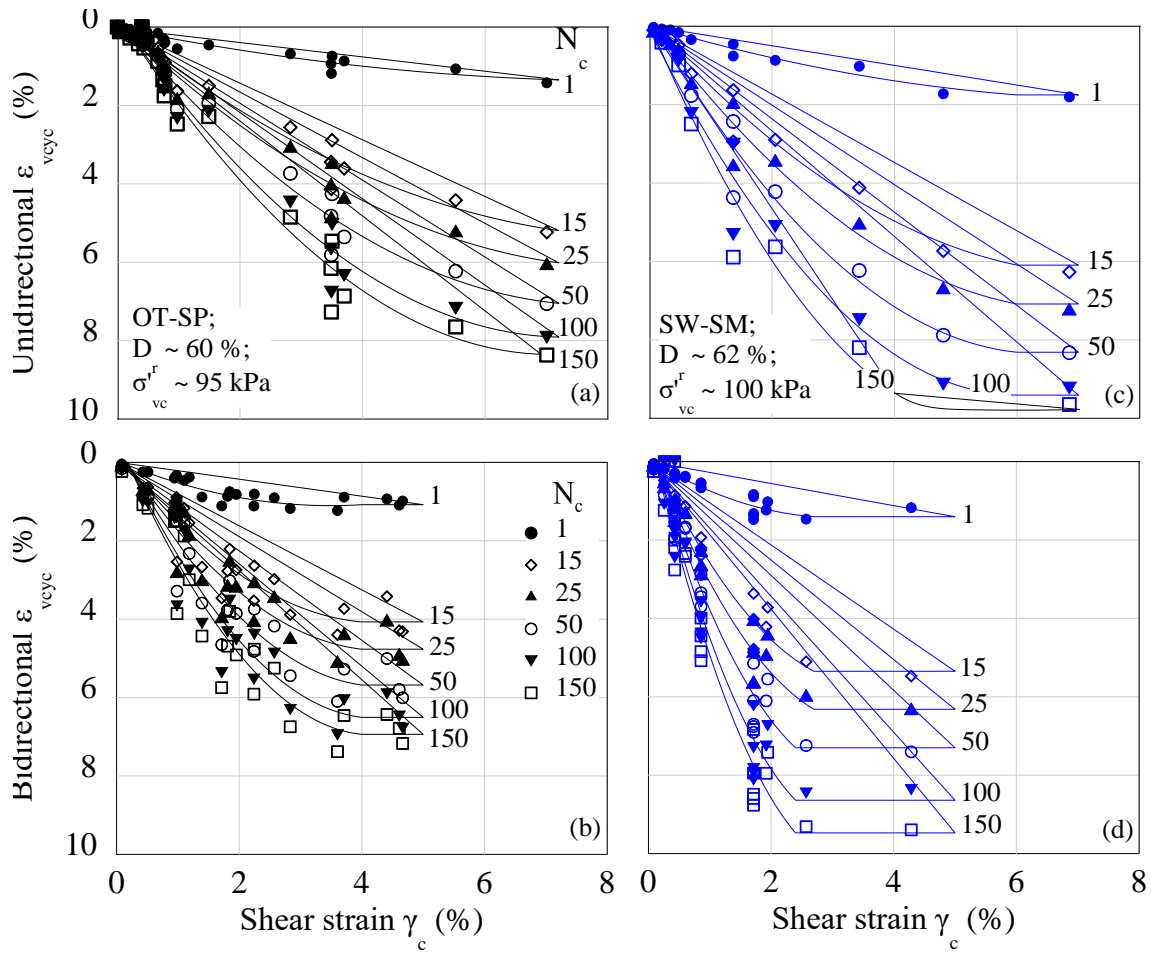 0
2
4
6
8
10
Unidirectional ε vcyc (%)
N c
1
15
25
50
100
150
OT-SP;
D r ~ 60 %;
σ' vc ~ 95 kPa
(a)
1
15
25
50
100
150
SW-SM;
D r ~ 62 %;
σ' vc ~ 100 kPa
(c)
0
2
4
6
8
10
Bidirectional ε vcyc (%)
1
15
25
50
100
150
N c
1
15
25
50
100
150
(b)
1
15
25
50
100
150
(d)
0 2 4 6 8
Shear strain γ c (%)
0 2 4 6 8
Shear strain γ c (%)